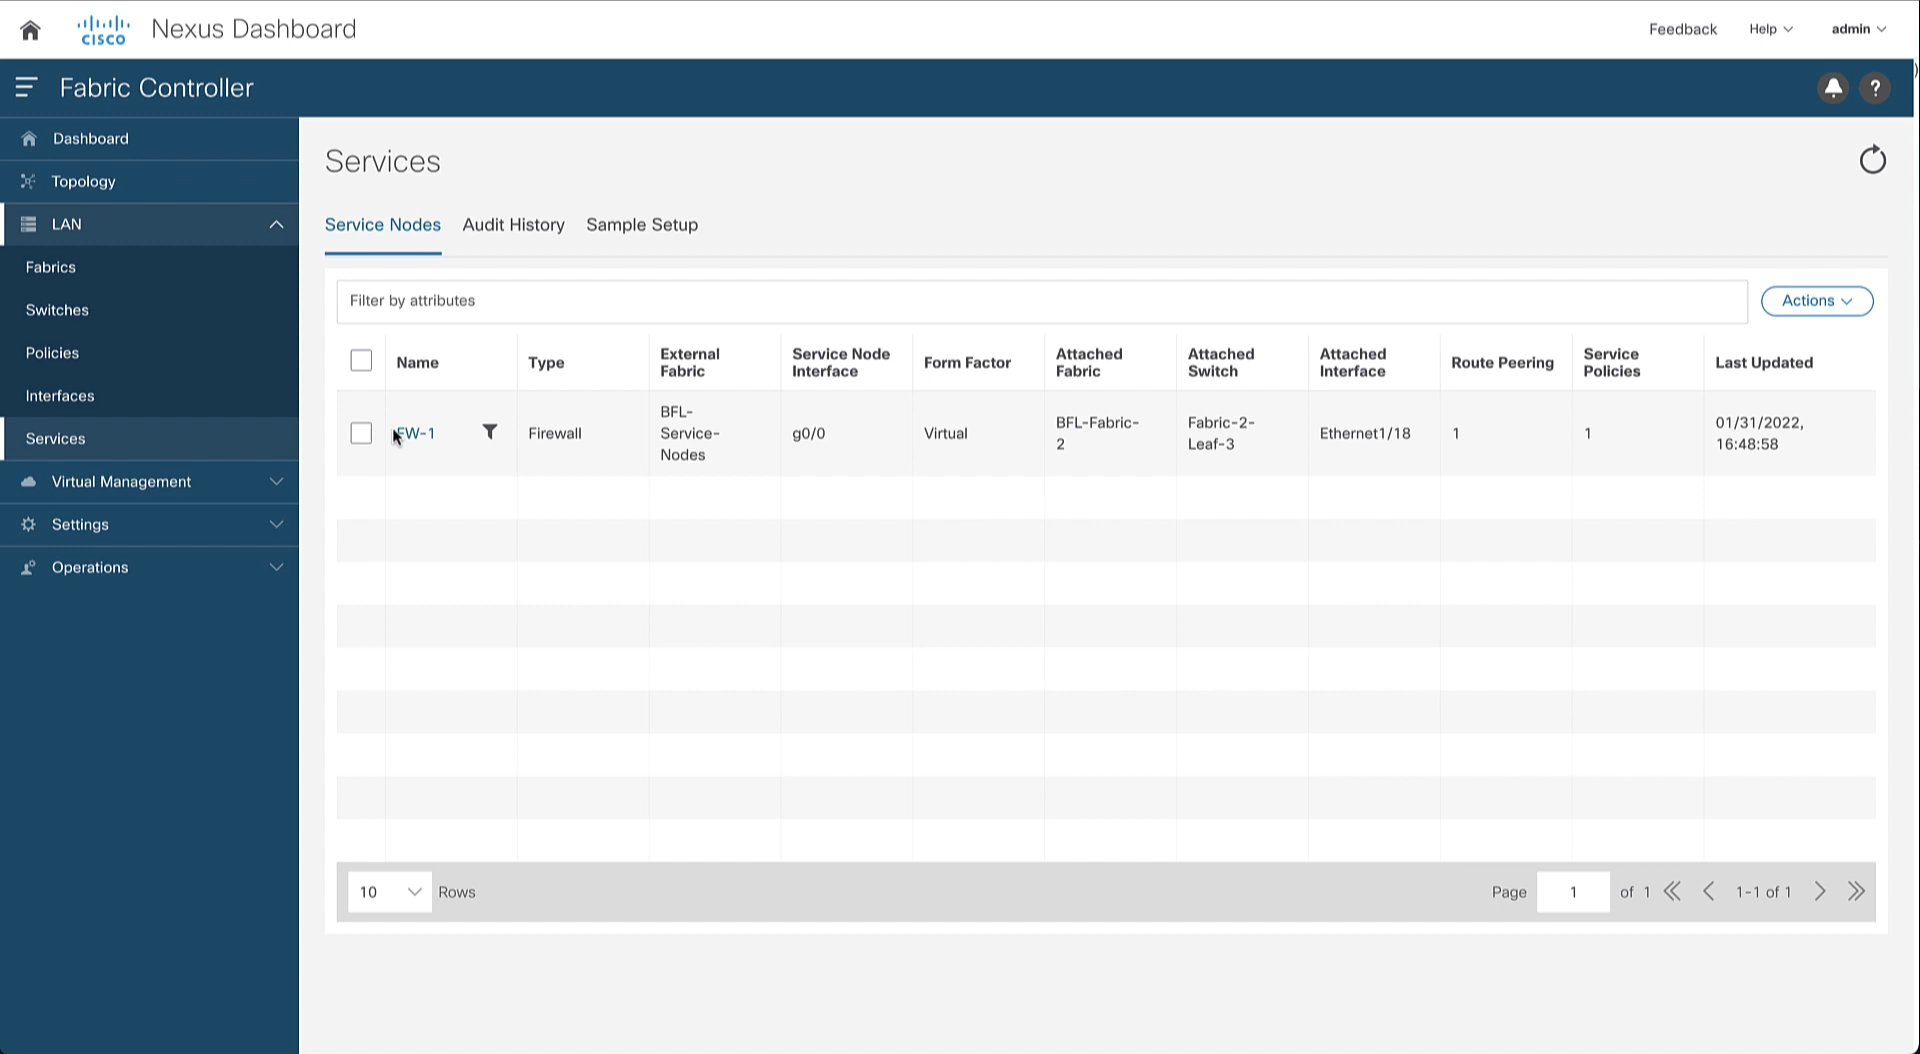 CISCO Nexus Dashboard Feedback Help admin
Fabric Controller ?
Dashboard
Topology
LAN
Fabrics
Switches
Policies
Interfaces
Services
Virtual Management
Settings
Operations
Services
Service Nodes Audit History Sample Setup
Filter by attributes Actions
Name Type External Fabric Service Node Interface Form Factor Attached Fabric Attached Switch Attached Interface Route Peering Service Policies Last Updated
FW-1 Firewall BFL-Service-Nodes g0/0 Virtual BFL-Fabric-2 Fabric-2-Leaf-3 Ethernet1/18 1 1 01/31/2022, 16:48:58
10 Rows Page 1 of 1 1-1 of 1